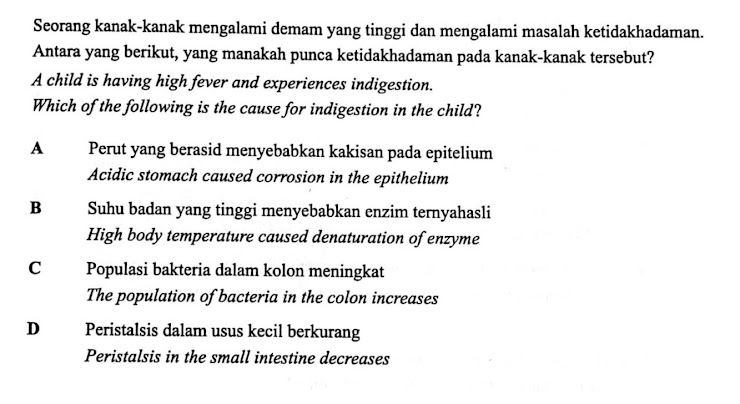 Seorang kanak-kanak mengalami demam yang tinggi dan mengalami masalah ketidakhadaman.
Antara yang berikut, yang manakah punca ketidakhadaman pada kanak-kanak tersebut?
A child is having high fever and experiences indigestion.
Which of the following is the cause for indigestion in the child?
A Perut yang berasid menyebabkan kakisan pada epitelium
Acidic stomach caused corrosion in the epithelium
B Suhu badan yang tinggi menyebabkan enzim ternyahasli
High body temperature caused denaturation of enzyme
C Populasi bakteria dalam kolon meningkat
The population of bacteria in the colon increases
D Peristalsis dalam usus kecil berkurang
Peristalsis in the small intestine decreases